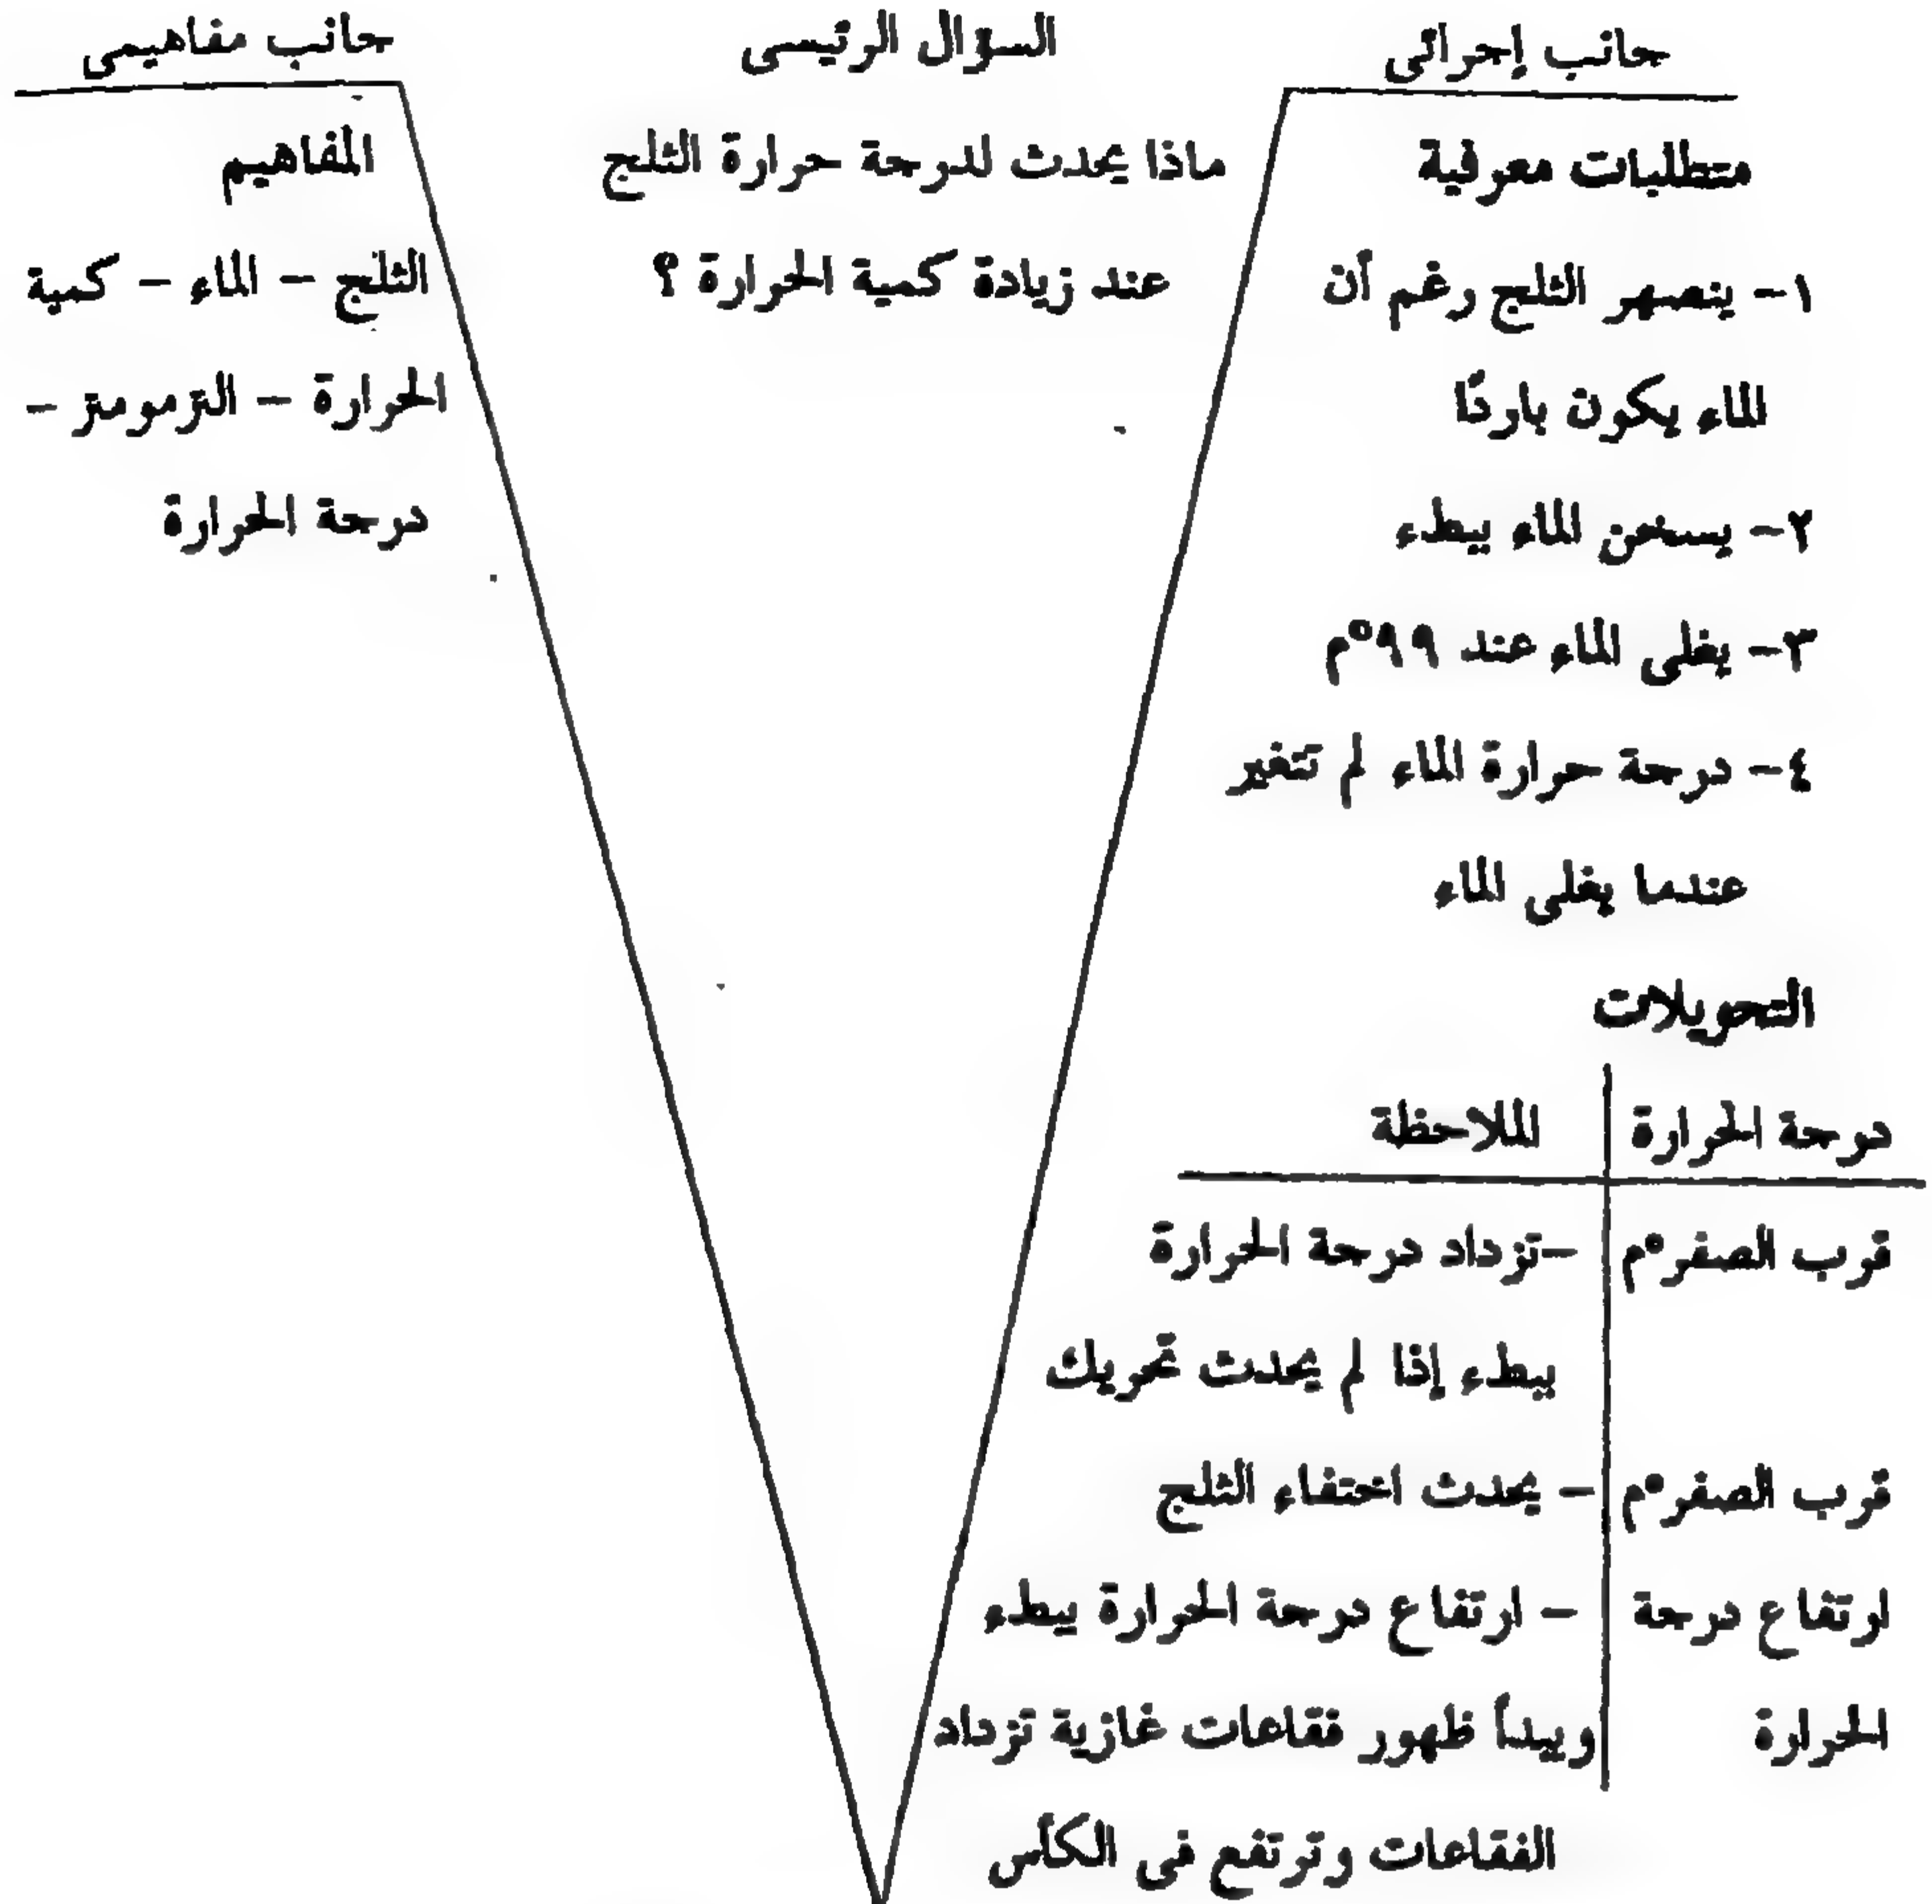 جانب إجرائى
متطلبات معرفية
١- ينصهر الثلج رغم أن
الماء يكون باردًا
٢- يسخن الماء ببطء
٣- يغلى الماء عند ٩٩°م
٤- درجة حرارة الماء لم تتغير
عندما يغلى الماء
التحويلات
درجة الحرارة | الملاحظة
قرب الصفر°م | –تزداد درجة الحرارة
ببطء إذا لم يحدث تحريك
قرب الصفر°م | – يحدث اختفاء الثلج
ارتفاع درجة | – ارتفاع درجة الحرارة ببطء
الحرارة | ويبدأ ظهور فقاعات غازية تزداد
الفقاعات وترتفع فى الكأس
السؤال الرئيسى
ماذا يحدث لدرجة حرارة الثلج
عند زيادة كمية الحرارة ؟
جانب مفاهيمى
المفاهيم
الثلج – الماء – كمية
الحرارة – الترمومتر –
درجة الحرارة